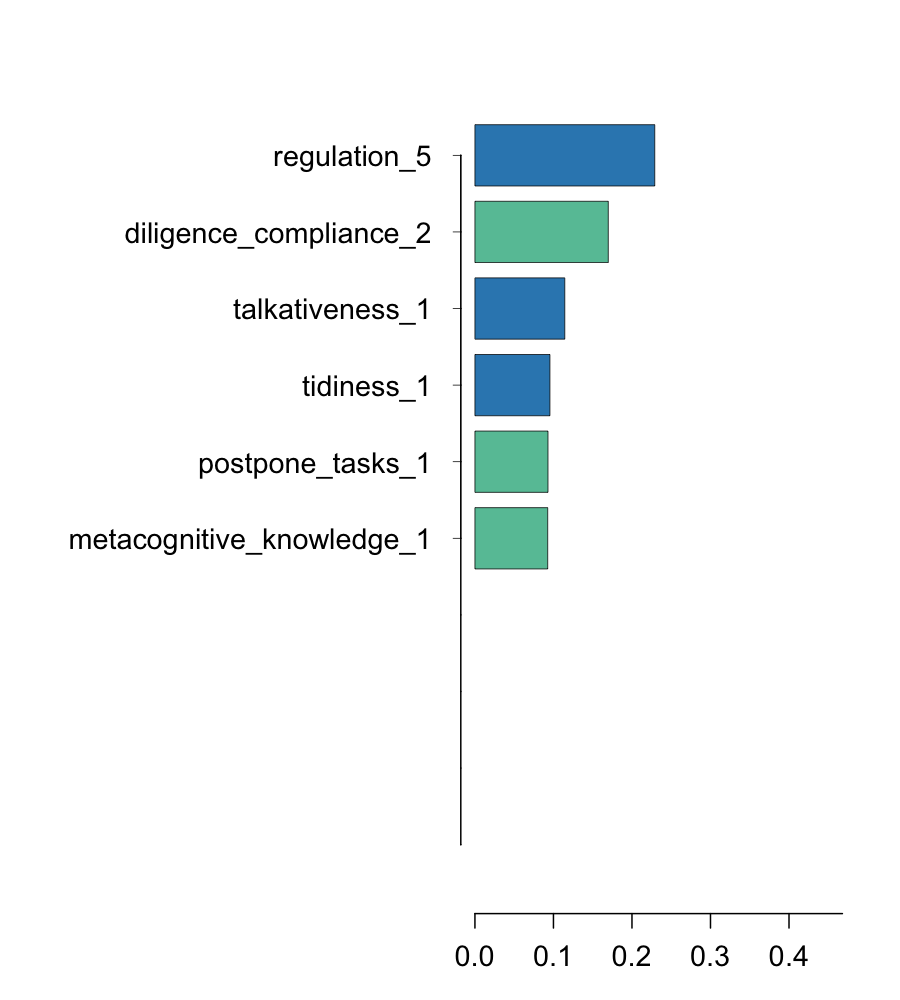 regulation_5
diligence_compliance_2
talkativeness_1
tidiness_1
postpone_tasks_1
metacognitive_knowledge_1
0.0 0.1 0.2 0.3 0.4